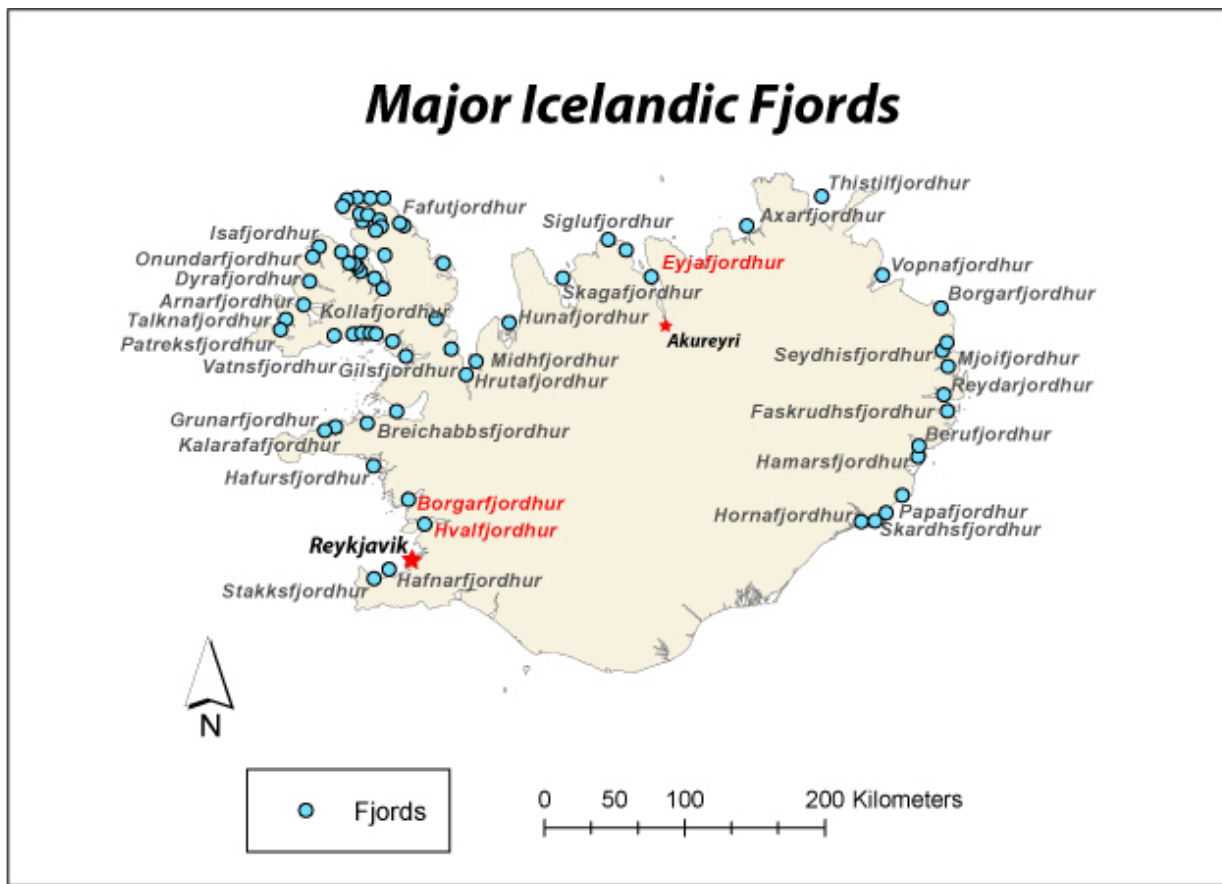 Major Icelandic Fjords
Thistilfjordhur
Fafutjordhur
Axarfjordhur
Siglufjordhur
Isafjordhur
Onundarfjordhur
Eyjafjordhur
Vopnafjordhur
Dyrafjordhur
Skagafjordhur
Borgarfjordhur
Arnarfjordhur
Kollafjordhur
Talknafjordhur
Hunafjordhur
Akureyri
Patreksfjordhur
Seydhisfjordhur
Mjoifjordhur
Vatnsfjordhur
Gilsfjordhur
Midhfjordhur
Hrutafjordhur
Reydarjordhur
Grunarfjordhur
Faskrudhsfjordhur
Breichabbsfjordhur
Kalarafafjordhur
Berufjordhur
Hamarsfjordhur
Hafursfjordhur
Borgarfjordhur
Hornafjordhur
Papafjordhur
Hvalfjordhur
Skardhsfjordhur
Reykjavik
Hafnarfjordhur
Stakksfjordhur
N
Fjords
0 50 100 200 Kilometers